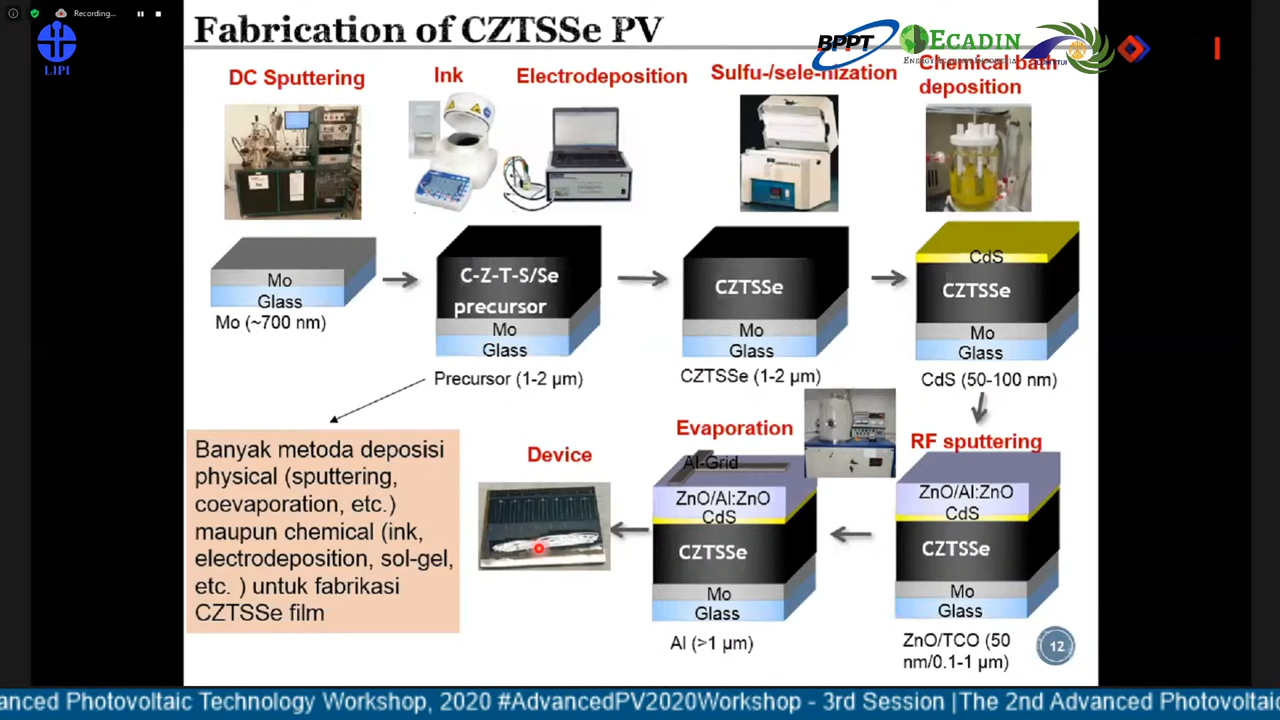 Recording...
LIPI
Fabrication of CZTSSe PV
BPPT
ECADIN
DC Sputtering
Ink
Electrodeposition
Sulfu-/sele-nization
Chemical bath
deposition
Mo
Glass
Mo (~700 nm)
C-Z-T-S/Se
precursor
Mo
Glass
Precursor (1-2 µm)
CZTSSe
Mo
Glass
CZTSSe (1-2 µm)
CdS
CZTSSe
Mo
Glass
CdS (50-100 nm)
RF sputtering
ZnO/Al:ZnO
CdS
CZTSSe
Mo
Glass
ZnO/TCO (50
nm/0.1-1 µm)
Evaporation
Al-Grid
ZnO/Al:ZnO
CdS
CZTSSe
Mo
Glass
Al (>1 µm)
Device
Banyak metoda deposisi
physical (sputtering,
coevaporation, etc.)
maupun chemical (ink,
electrodeposition, sol-gel,
etc. ) untuk fabrikasi
CZTSSe film
12
anced Photovoltaic Technology Workshop, 2020 #AdvancedPV2020Workshop - 3rd Session |The 2nd Advanced Photovoltaic